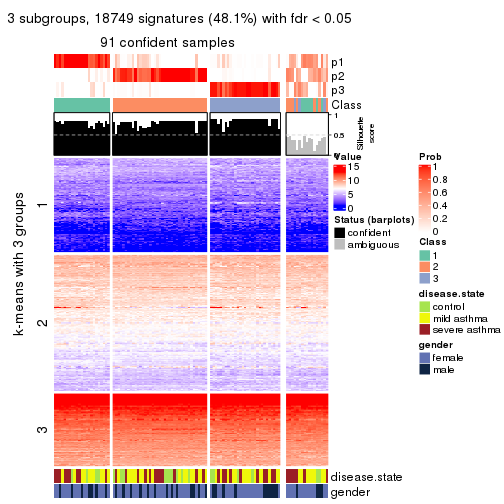 3 subgroups, 18749 signatures (48.1%) with fdr < 0.05
91 confident samples
p1
p2
p3
Class
1
0.5
0
Silhouette
score
k-means with 3 groups
1
2
3
disease.state
gender
Value
15
10
5
0
Status (barplots)
confident
ambiguous
Prob
1
0.8
0.6
0.4
0.2
0
Class
1
2
3
disease.state
control
mild asthma
severe asthma
gender
female
male